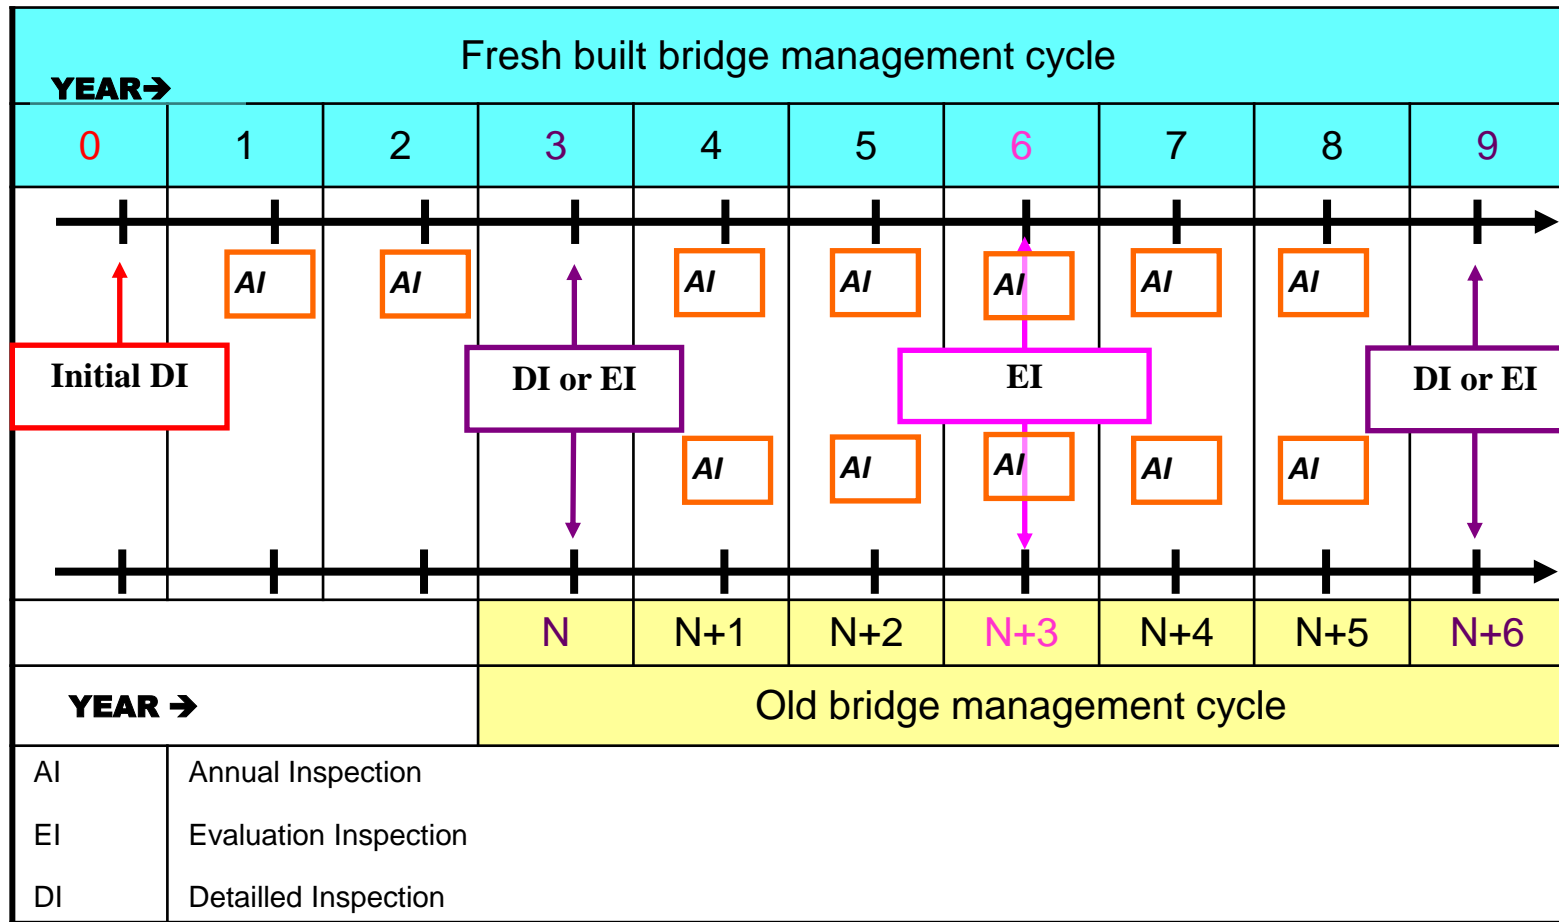 Fresh built bridge management cycle
YEAR→
0 1 2 3 4 5 6 7 8 9
AI AI AI AI AI AI AI
Initial DI DI or EI EI DI or EI
AI AI AI AI AI
N N+1 N+2 N+3 N+4 N+5 N+6
YEAR → Old bridge management cycle
AI Annual Inspection
EI Evaluation Inspection
DI Detailled Inspection